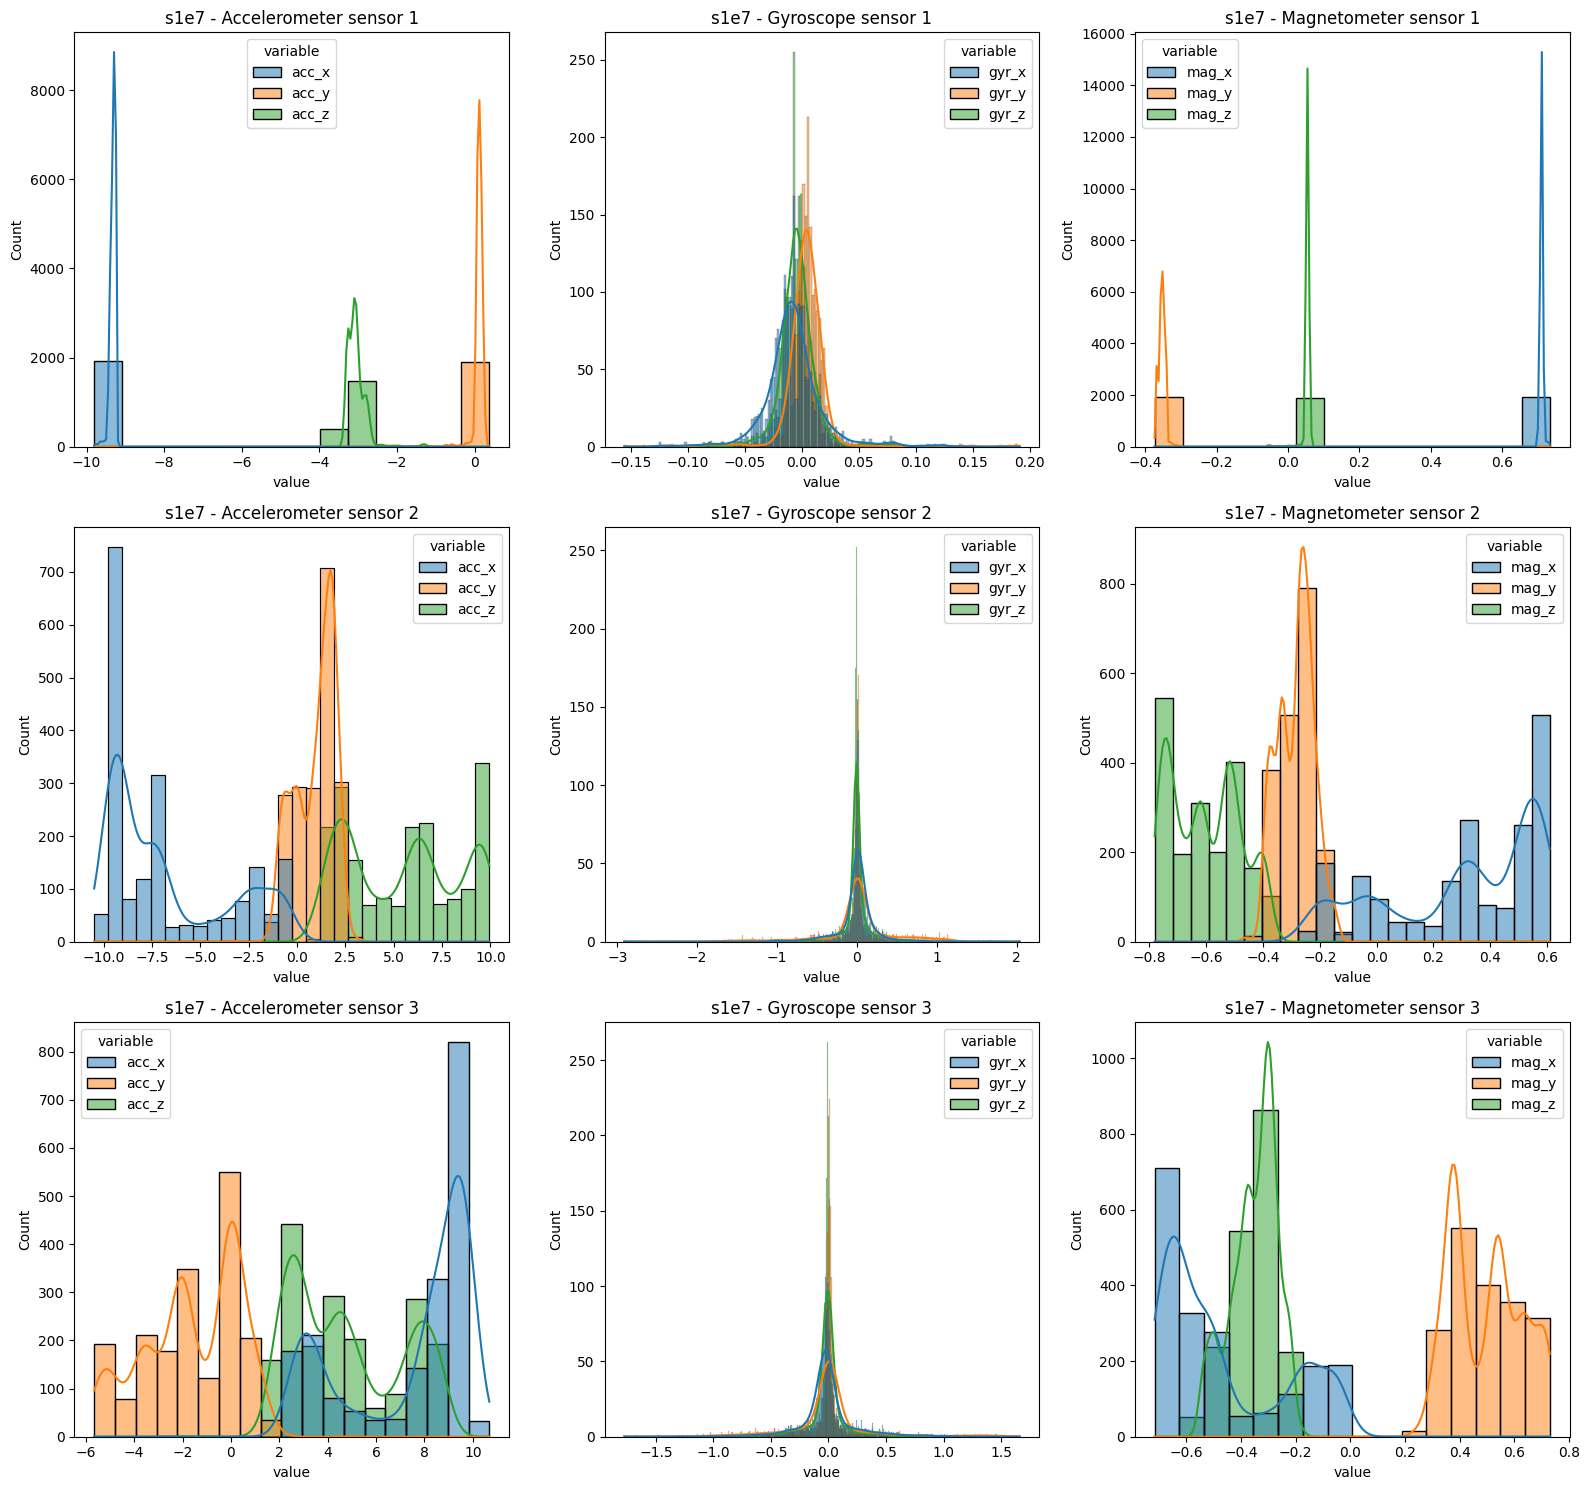 s1e7 - Accelerometer sensor 1
variable
acc_x
acc_y
acc_z
Count
8000
6000
4000
2000
0
−10
−8
−6
−4
−2
0
value
s1e7 - Gyroscope sensor 1
variable
gyr_x
gyr_y
gyr_z
Count
250
200
150
100
50
0
−0.15
−0.10
−0.05
0.00
0.05
0.10
0.15
0.20
value
s1e7 - Magnetometer sensor 1
variable
mag_x
mag_y
mag_z
Count
16000
14000
12000
10000
8000
6000
4000
2000
0
−0.4
−0.2
0.0
0.2
0.4
0.6
value
s1e7 - Accelerometer sensor 2
variable
acc_x
acc_y
acc_z
Count
700
600
500
400
300
200
100
0
−10.0
−7.5
−5.0
−2.5
0.0
2.5
5.0
7.5
10.0
value
s1e7 - Gyroscope sensor 2
variable
gyr_x
gyr_y
gyr_z
Count
250
200
150
100
50
0
−3
−2
−1
0
1
2
value
s1e7 - Magnetometer sensor 2
variable
mag_x
mag_y
mag_z
Count
800
600
400
200
0
−0.8
−0.6
−0.4
−0.2
0.0
0.2
0.4
0.6
value
s1e7 - Accelerometer sensor 3
variable
acc_x
acc_y
acc_z
Count
800
700
600
500
400
300
200
100
0
−6
−4
−2
0
2
4
6
8
10
value
s1e7 - Gyroscope sensor 3
variable
gyr_x
gyr_y
gyr_z
Count
250
200
150
100
50
0
−1.5
−1.0
−0.5
0.0
0.5
1.0
1.5
value
s1e7 - Magnetometer sensor 3
variable
mag_x
mag_y
mag_z
Count
1000
800
600
400
200
0
−0.6
−0.4
−0.2
0.0
0.2
0.4
0.6
0.8
value